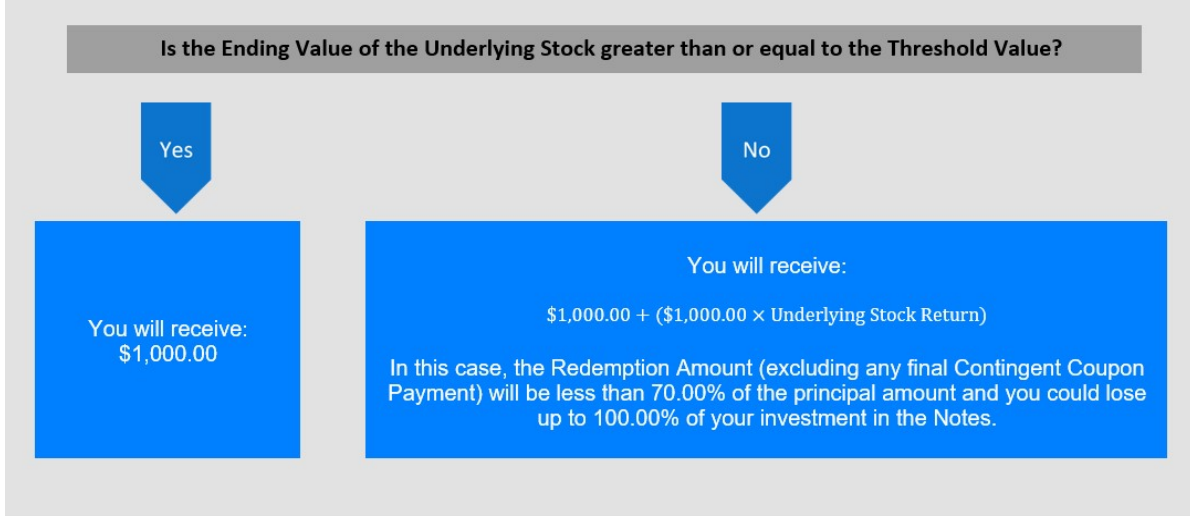 Is the Ending Value of the Underlying Stock greater than or equal to the Threshold Value?
Yes
No
You will receive:
$1,000.00
You will receive:
$1,000.00 + ($1,000.00 × Underlying Stock Return)
In this case, the Redemption Amount (excluding any final Contingent Coupon
Payment) will be less than 70.00% of the principal amount and you could lose
up to 100.00% of your investment in the Notes.